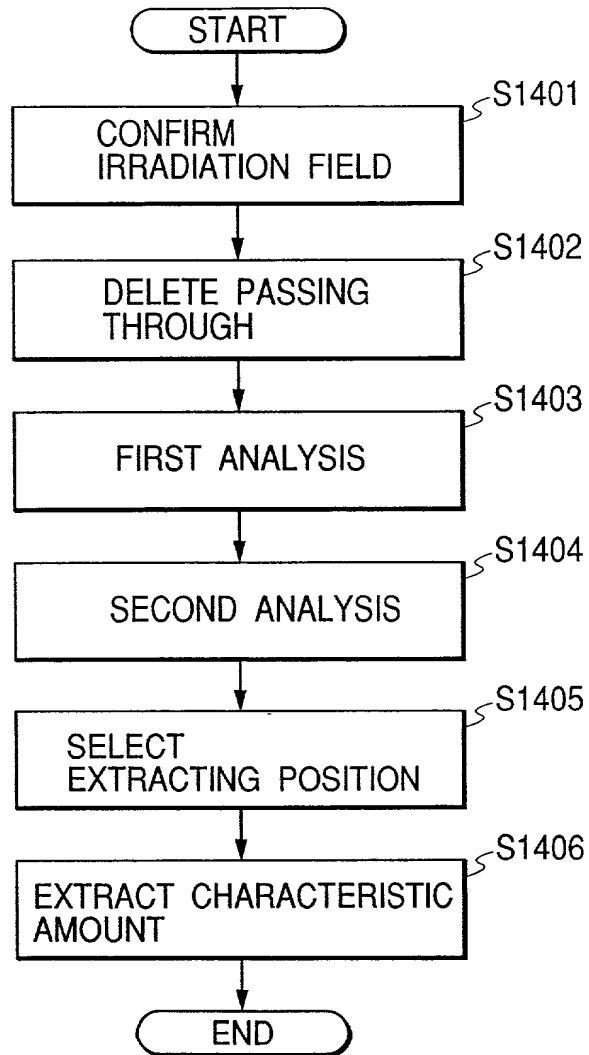 START
S1401
CONFIRM
IRRADIATION FIELD
S1402
DELETE PASSING
THROUGH
S1403
FIRST ANALYSIS
S1404
SECOND ANALYSIS
S1405
SELECT
EXTRACTING POSITION
S1406
EXTRACT CHARACTERISTIC
AMOUNT
END